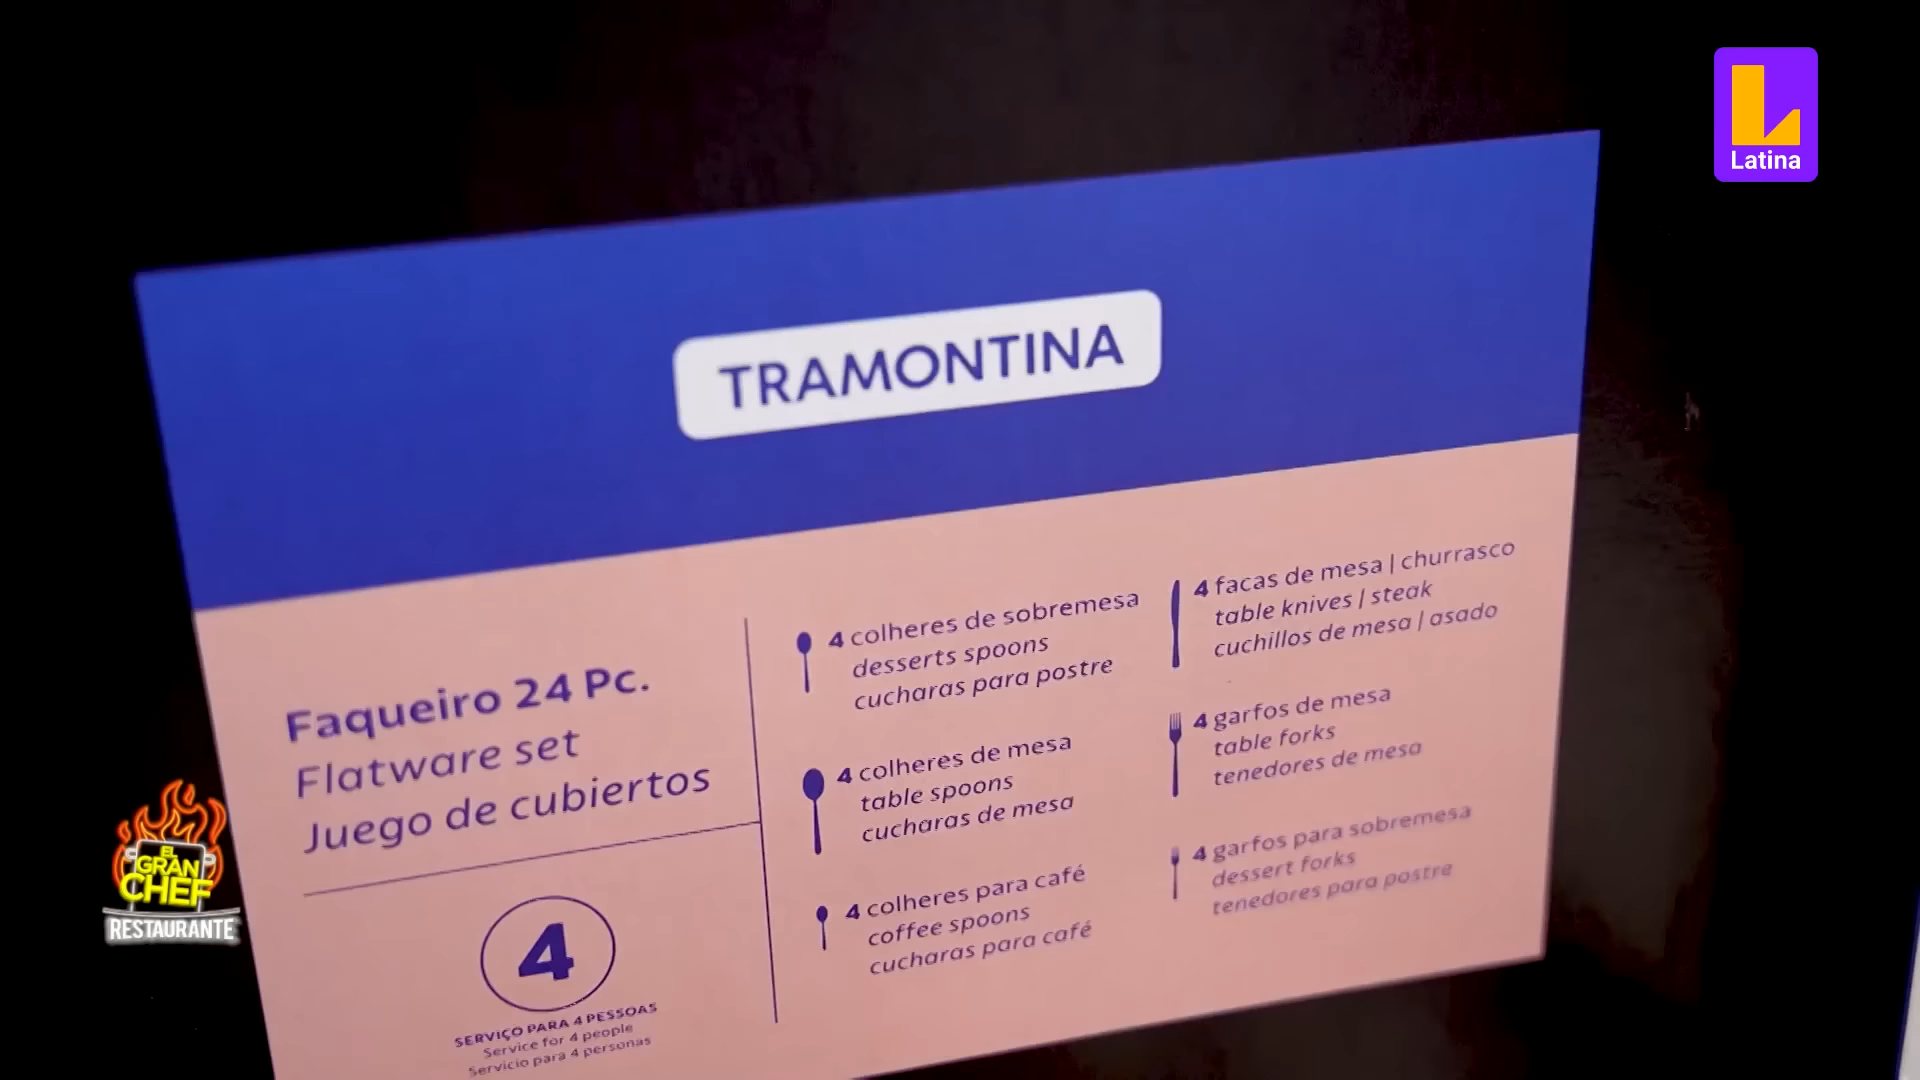 Latina
TRAMONTINA
Faqueiro 24 Pc.
Flatware set
Juego de cubiertos
4
SERVIÇO PARA 4 PESSOAS
Service for 4 people
Servicio para 4 personas
4 colheres de sobremesa
desserts spoons
cucharas para postre
4 colheres de mesa
table spoons
cucharas de mesa
4 colheres para café
coffee spoons
cucharas para café
4 facas de mesa | churrasco
table knives | steak
cuchillos de mesa | asado
4 garfos de mesa
table forks
tenedores de mesa
4 garfos para sobremesa
dessert forks
tenedores para postre
EL
GRAN
CHEF
RESTAURANTE